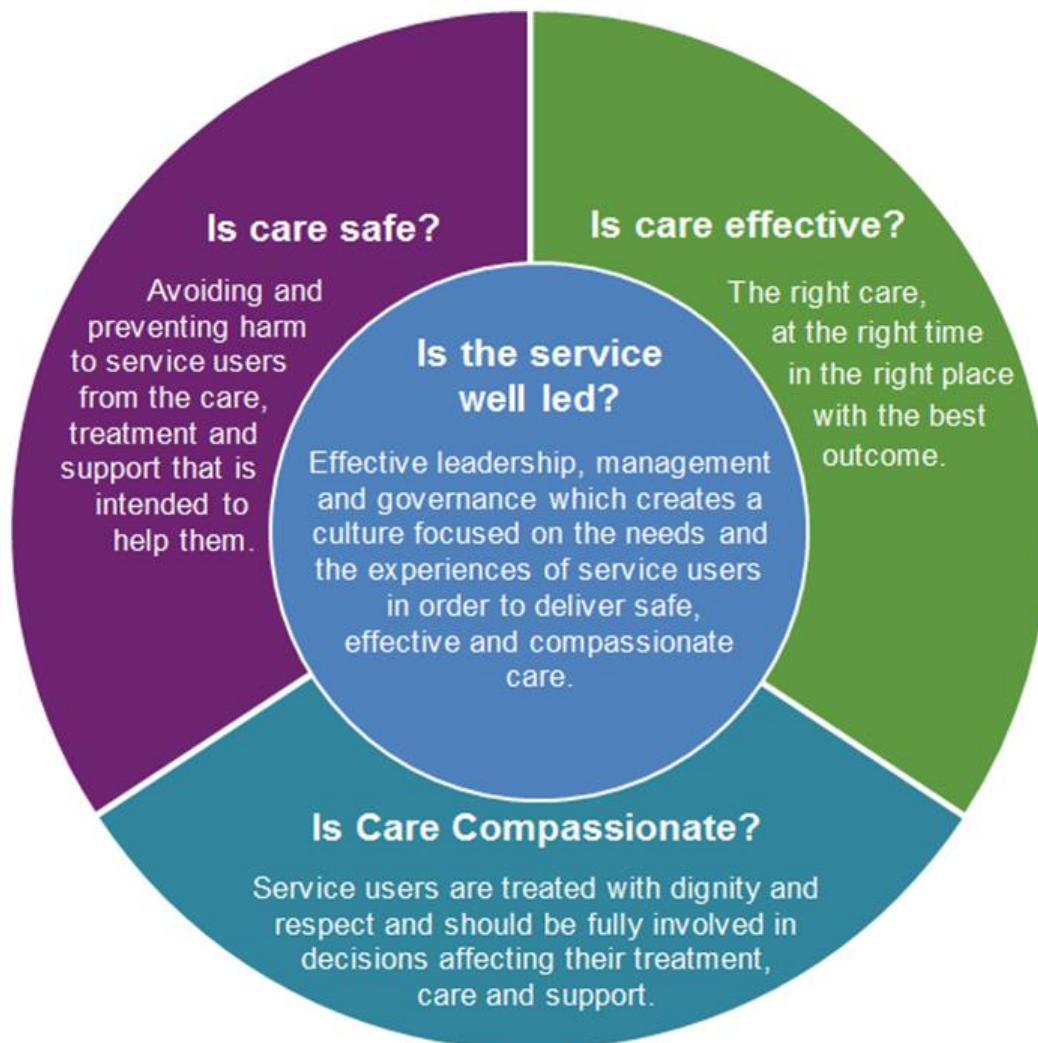 Is care safe?
Avoiding and
preventing harm
to service users
from the care,
treatment and
support that is
intended to
help them.
Is care effective?
The right care,
at the right time
in the right place
with the best
outcome.
Is the service
well led?
Effective leadership, management
and governance which creates a
culture focused on the needs and
the experiences of service users
in order to deliver safe,
effective and compassionate
care.
Is Care Compassionate?
Service users are treated with dignity and
respect and should be fully involved in
decisions affecting their treatment,
care and support.